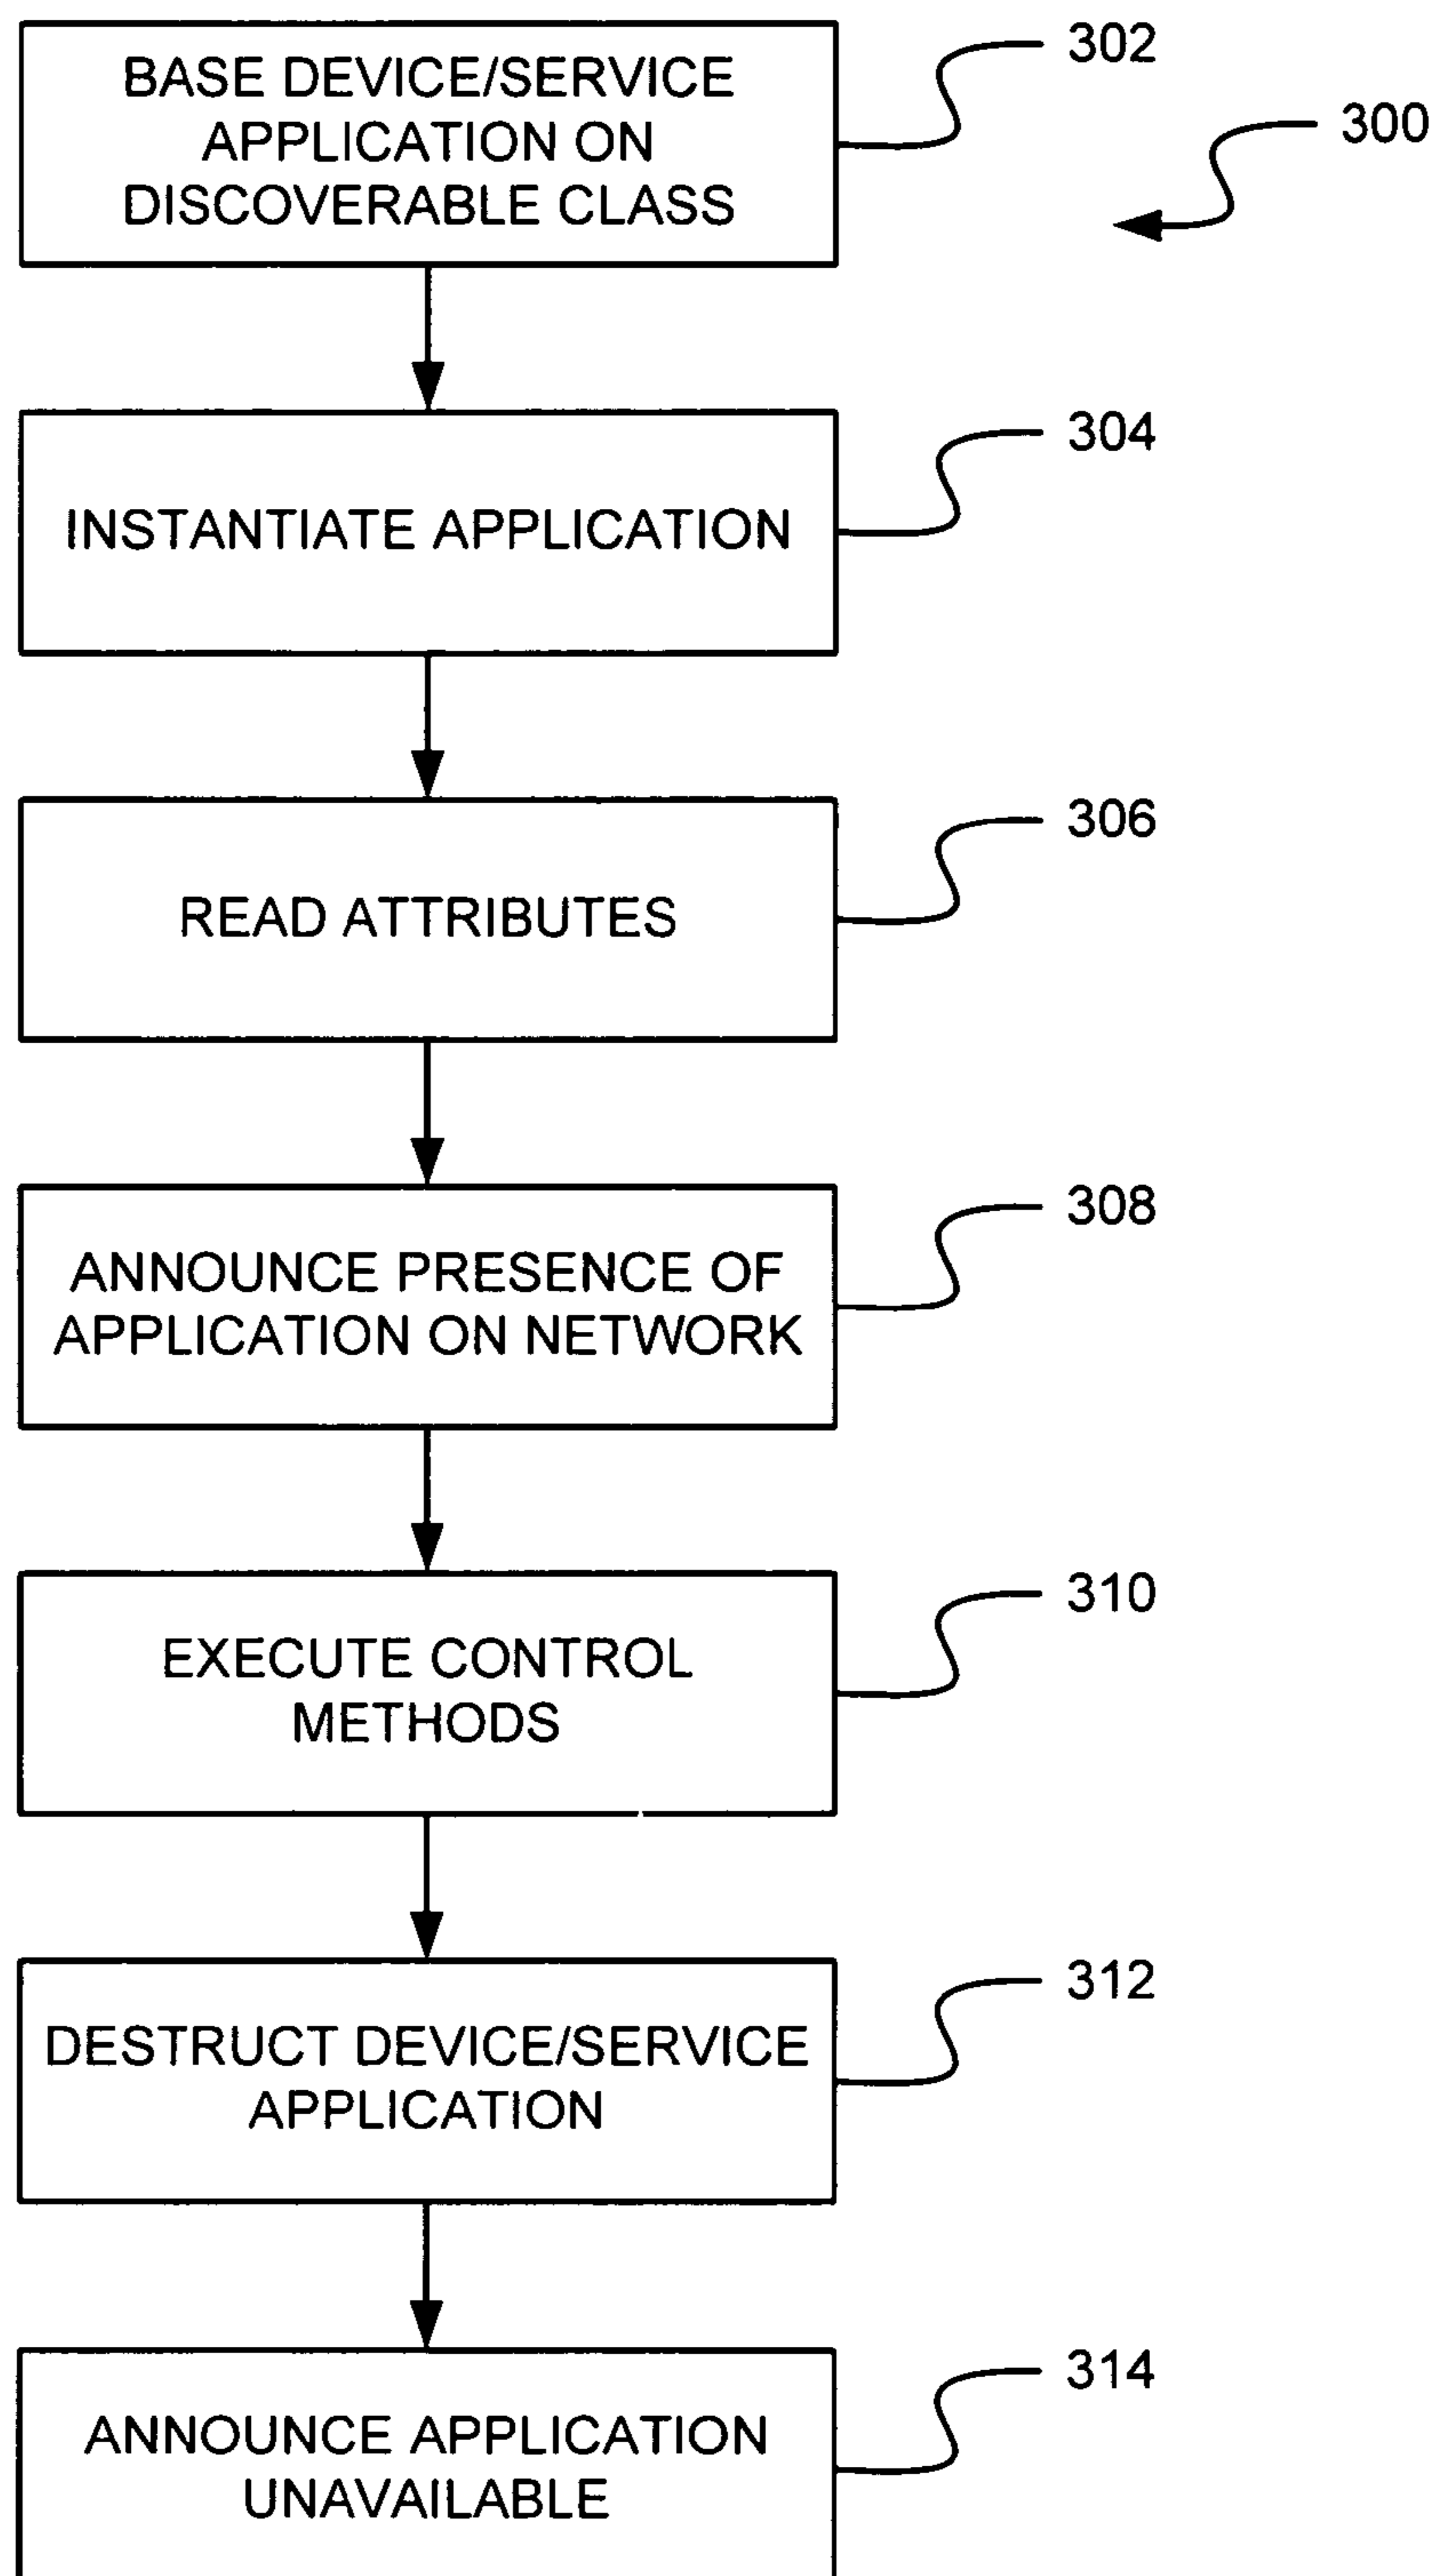 BASE DEVICE/SERVICE
APPLICATION ON
DISCOVERABLE CLASS
302
300
INSTANTIATE APPLICATION
304
READ ATTRIBUTES
306
ANNOUNCE PRESENCE OF
APPLICATION ON NETWORK
308
EXECUTE CONTROL
METHODS
310
DESTRUCT DEVICE/SERVICE
APPLICATION
312
ANNOUNCE APPLICATION
UNAVAILABLE
314